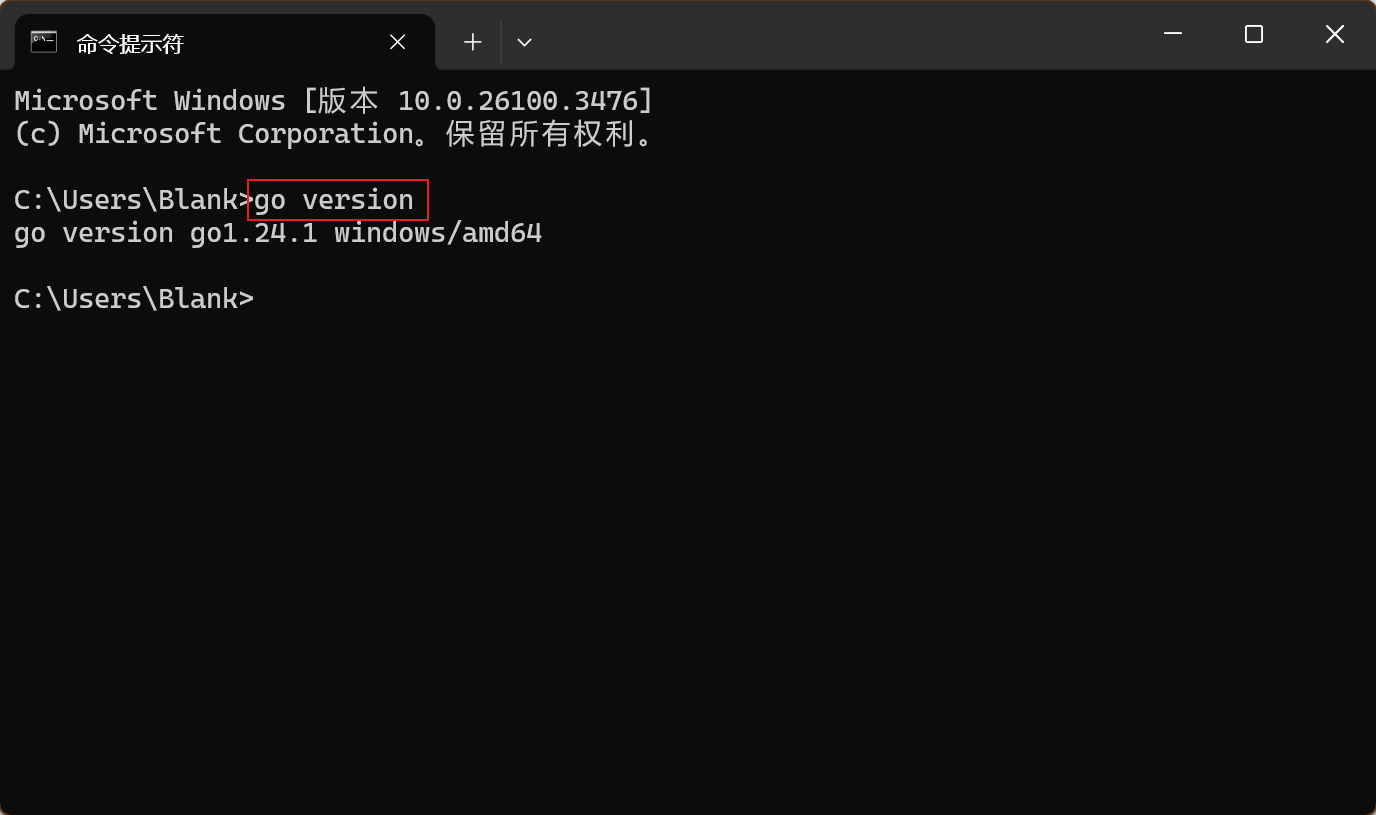 命令提示符
Microsoft Windows [版本 10.0.26100.3476]
(c) Microsoft Corporation。保留所有权利。
C:\Users\Blank>go version
go version go1.24.1 windows/amd64
C:\Users\Blank>